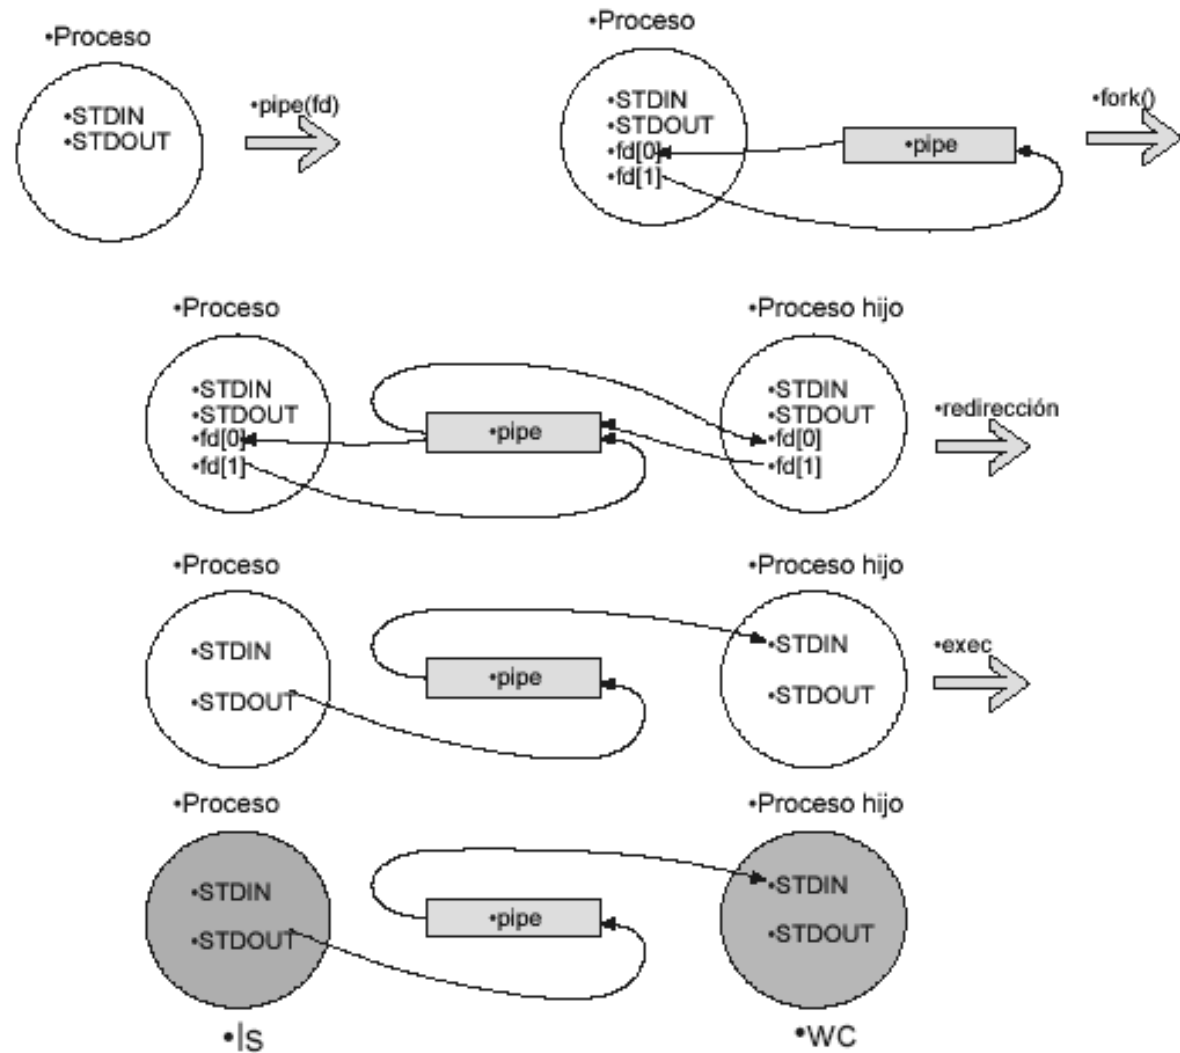 •Proceso
•STDIN
•STDOUT
•pipe(fd)
•Proceso
•STDIN
•STDOUT
•fd[0]
•fd[1]
•pipe
•fork()
•Proceso
•STDIN
•STDOUT
•fd[0]
•fd[1]
•pipe
•Proceso hijo
•STDIN
•STDOUT
•fd[0]
•fd[1]
•redirección
•Proceso
•STDIN
•STDOUT
•pipe
•Proceso hijo
•STDIN
•STDOUT
•exec
•Proceso
•STDIN
•STDOUT
•ls
•pipe
•Proceso hijo
•STDIN
•STDOUT
•wc